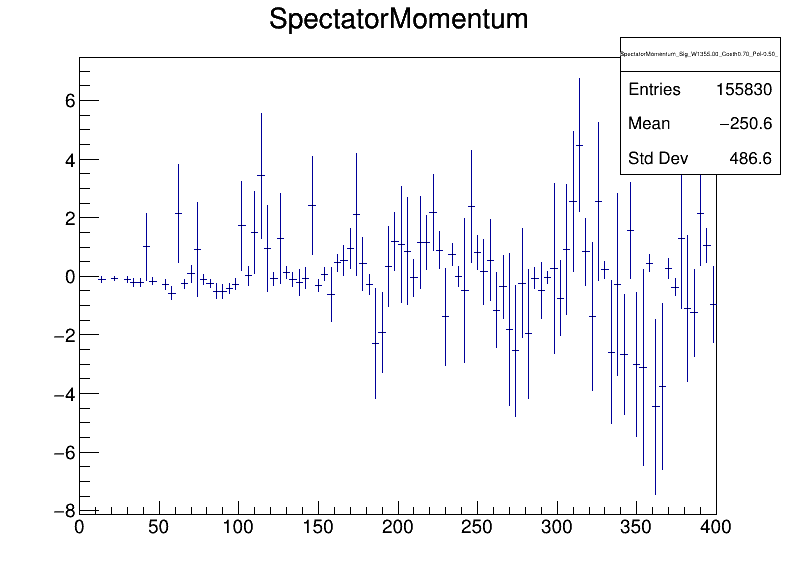 SpectatorMomentum
SpectatorMomentum_Sig_W1355.00_Costh0.70_Pol-0.50_
Entries 155830
Mean −250.6
Std Dev 486.6
6
4
2
0
−2
−4
−6
−8
0 50 100 150 200 250 300 350 400